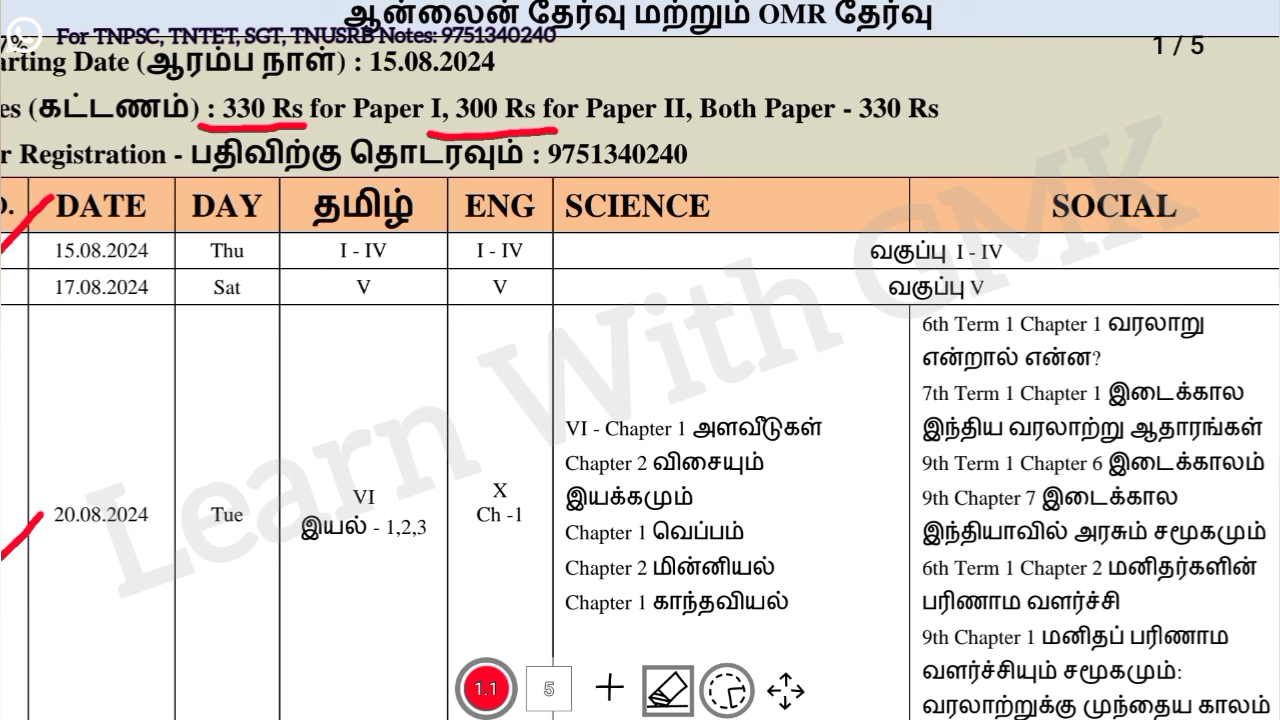 ஆன்லைன் தேர்வு மற்றும் OMR தேர்வு
For TNPSC, TNTET, SGT, TNUSRB Notes: 9751340240
7%
1 / 5
arting Date (ஆரம்ப நாள்) : 15.08.2024
es (கட்டணம்) : 330 Rs for Paper I, 300 Rs for Paper II, Both Paper - 330 Rs
r Registration - பதிவிற்கு தொடரவும் : 9751340240
O. DATE DAY தமிழ் ENG SCIENCE SOCIAL
15.08.2024 Thu I - IV I - IV வகுப்பு I - IV
17.08.2024 Sat V V வகுப்பு V
20.08.2024 Tue
VI
இயல் - 1,2,3
X
Ch -1
VI - Chapter 1 அளவீடுகள்
Chapter 2 விசையும்
இயக்கமும்
Chapter 1 வெப்பம்
Chapter 2 மின்னியல்
Chapter 1 காந்தவியல்
6th Term 1 Chapter 1 வரலாறு
என்றால் என்ன?
7th Term 1 Chapter 1 இடைக்கால
இந்திய வரலாற்று ஆதாரங்கள்
9th Term 1 Chapter 6 இடைக்காலம்
9th Chapter 7 இடைக்கால
இந்தியாவில் அரசும் சமூகமும்
6th Term 1 Chapter 2 மனிதர்களின்
பரிணாம வளர்ச்சி
9th Chapter 1 மனிதப் பரிணாம
வளர்ச்சியும் சமூகமும்:
வரலாற்றுக்கு முந்தைய காலம்
Learn With GMK
1.1
5